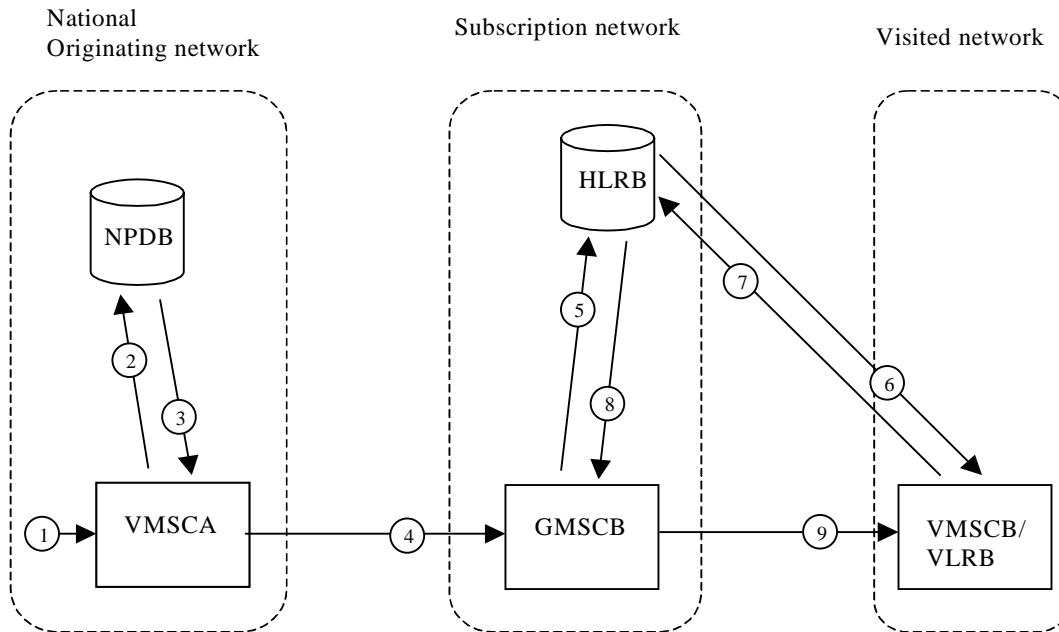 National
Originating network
Subscription network
Visited network
HLRB
NPDB
7
5
2
6
8
3
VMSCA
GMSCB
VMSCB/
VLRB
1
4
9